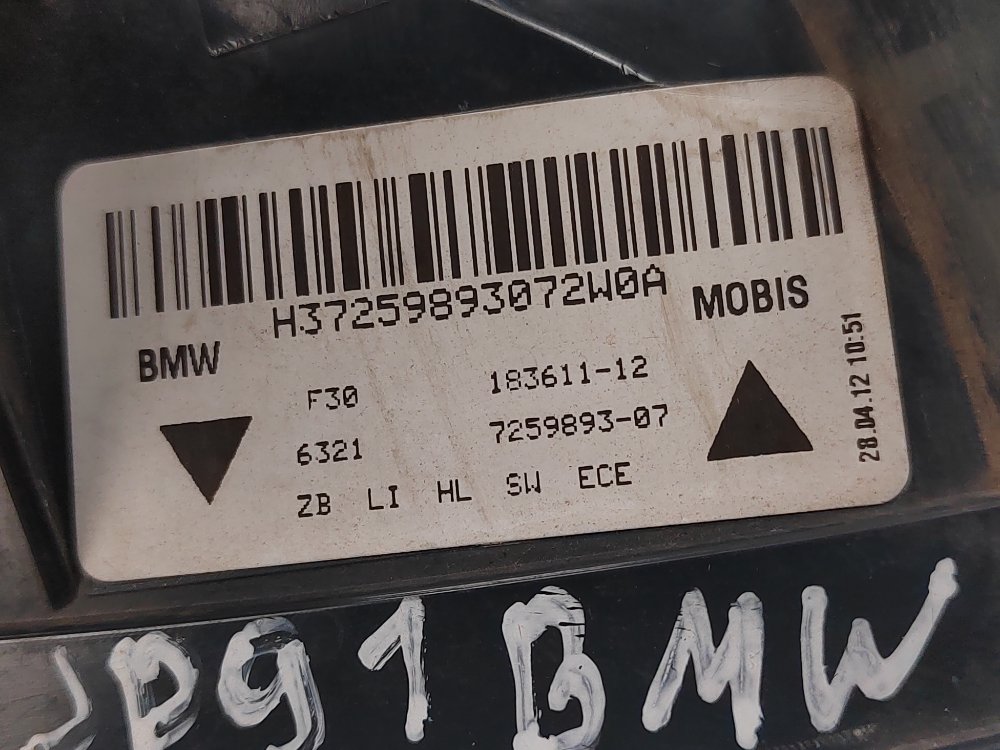 H37259893072W0A
BMW
MOBIS
F30 183611-12
6321 7259893-07
ZB LI HL SW ECE
28.04.12 10:51
BMW